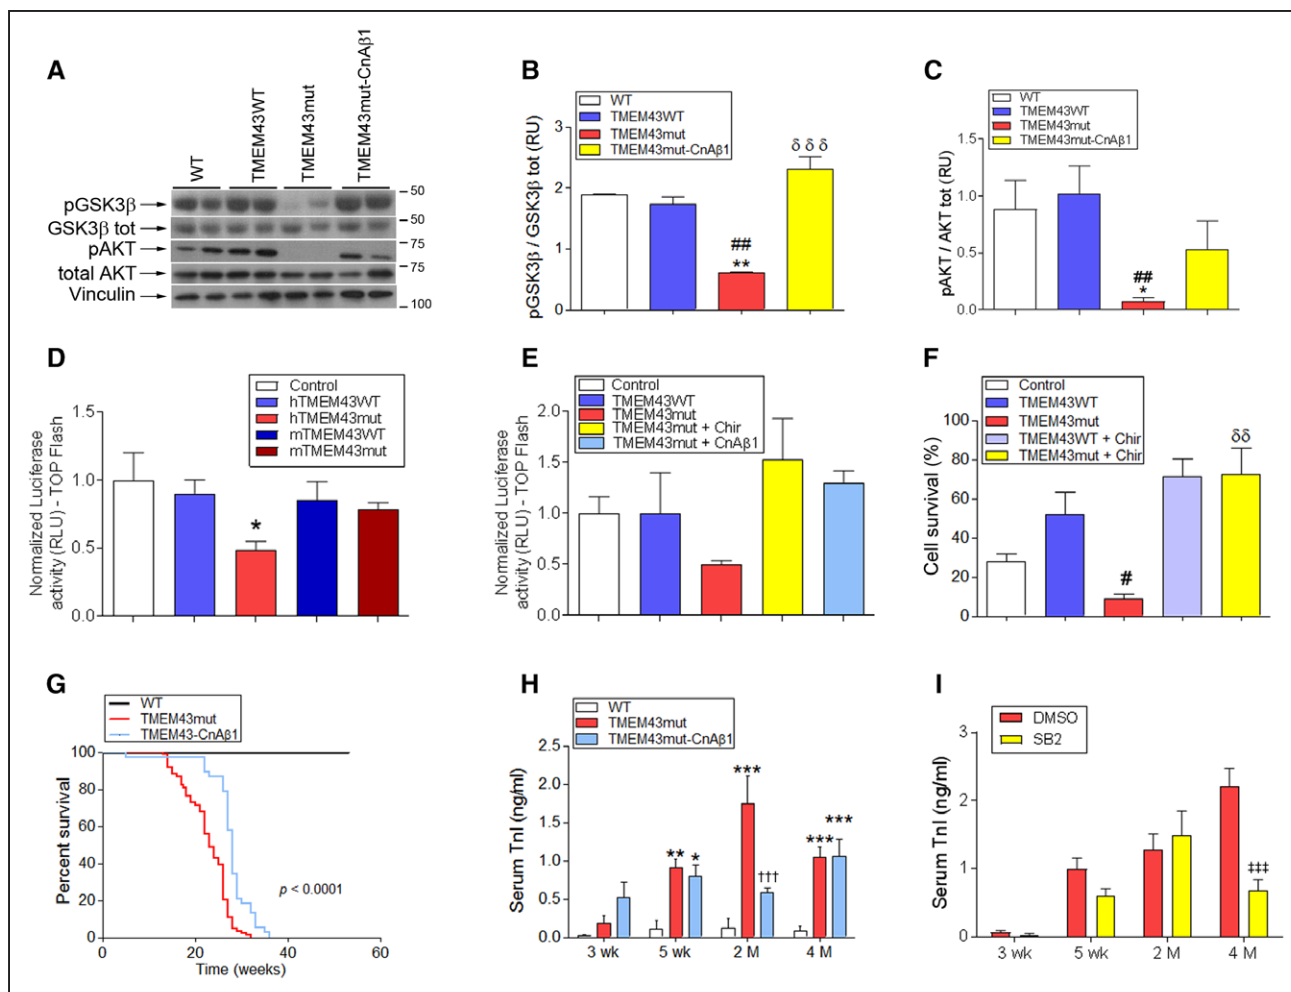 A
WT
TMEM43WT
TMEM43mut
TMEM43mut-CnAβ1
pGSK3β
GSK3β tot
pAKT
total AKT
Vinculin
50
50
75
75
100
B
WT
TMEM43WT
TMEM43mut
TMEM43mut-CnAβ1
pGSK3β / GSK3β tot (RU)
3
2
1
0
##
**
δ δ δ
C
WT
TMEM43WT
TMEM43mut
TMEM43mut-CnAβ1
pAKT / AKT tot (RU)
1.5
1.0
0.5
0.0
##
*
D
Control
hTMEM43WT
hTMEM43mut
mTMEM43WT
mTMEM43mut
Normalized Luciferase
activity (RLU) - TOP Flash
1.5
1.0
0.5
0.0
*
E
Control
TMEM43WT
TMEM43mut
TMEM43mut + Chir
TMEM43mut + CnAβ1
Normalized Luciferase
activity (RLU) - TOP Flash
2.0
1.5
1.0
0.5
0.0
F
Control
TMEM43WT
TMEM43mut
TMEM43WT + Chir
TMEM43mut + Chir
Cell survival (%)
100
80
60
40
20
0
#
δδ
G
WT
TMEM43mut
TMEM43-CnAβ1
Percent survival
100
80
60
40
20
0
p < 0.0001
0 20 40 60
Time (weeks)
H
WT
TMEM43mut
TMEM43mut-CnAβ1
Serum TnI (ng/ml)
2.5
2.0
1.5
1.0
0.5
0.0
** * *** ††† *** ***
3 wk 5 wk 2 M 4 M
I
DMSO
SB2
Serum TnI (ng/ml)
3
2
1
0
‡‡‡
3 wk 5 wk 2 M 4 M